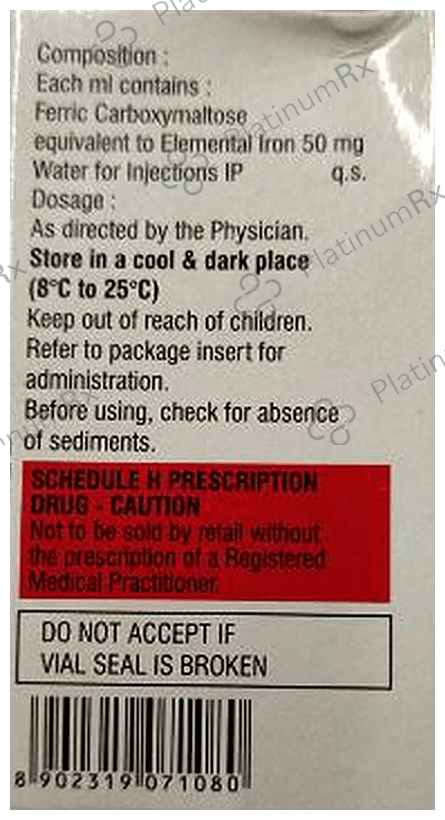 Composition :
Each ml contains :
Ferric Carboxymaltose
equivalent to Elemental Iron 50 mg
Water for Injections IP q.s.
Dosage :
As directed by the Physician.
Store in a cool & dark place
(8°C to 25°C)
Keep out of reach of children.
Refer to package insert for
administration.
Before using, check for absence
of sediments.
SCHEDULE H PRESCRIPTION
DRUG - CAUTION
Not to be sold by retail without
the prescription of a Registered
Medical Practitioner.
DO NOT ACCEPT IF
VIAL SEAL IS BROKEN
8 902319 071080
PlatinumRx
PlatinumRx
PlatinumRx